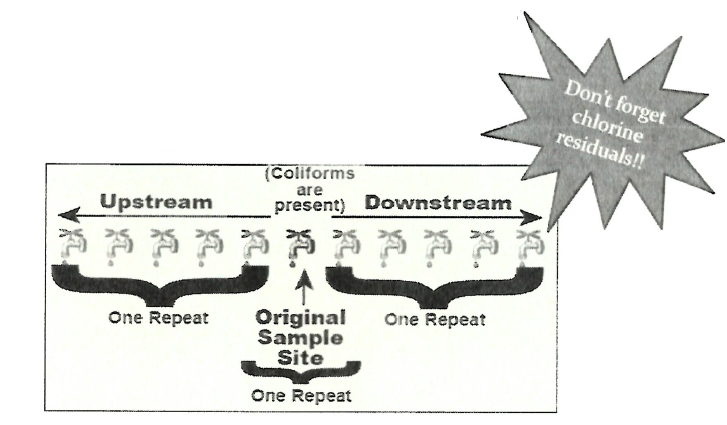 Don't forget
chlorine
residuals!!
(Coliforms
are
present)
Upstream
Downstream
One Repeat
Original
Sample
Site
One Repeat
One Repeat